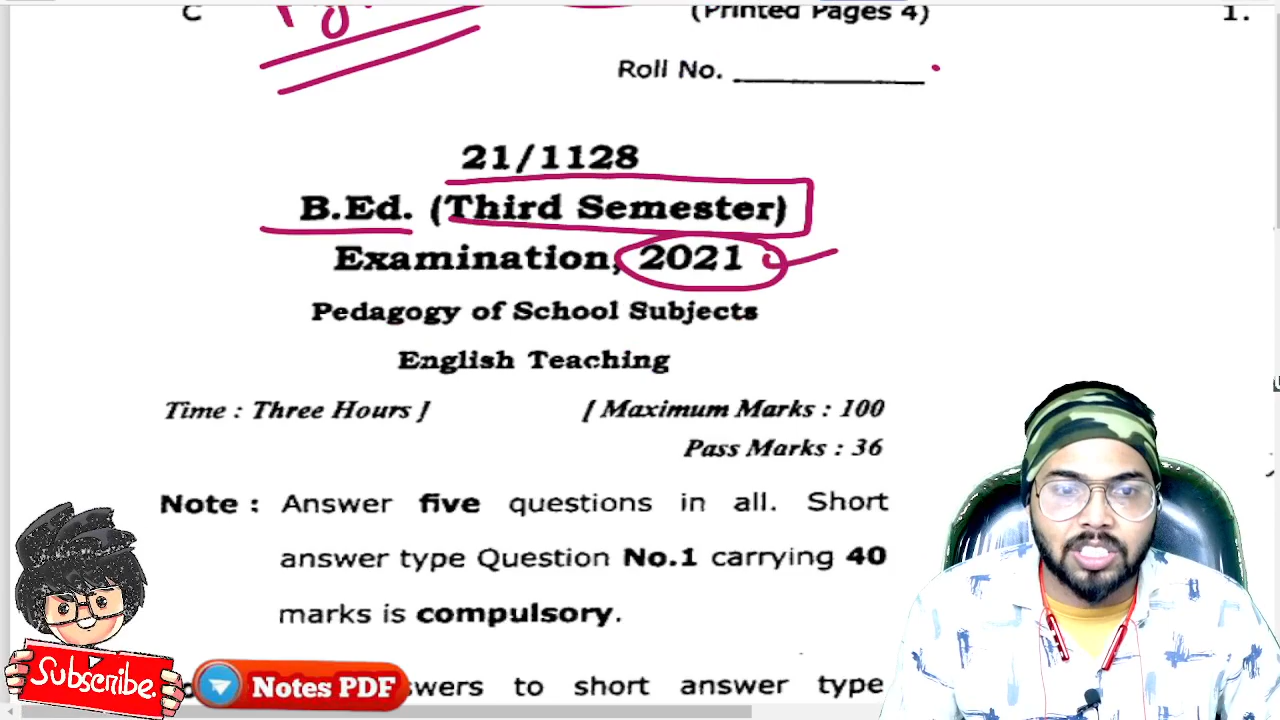 C
(Printed Pages 4)
1.
Roll No. ____________
21/1128
B.Ed. (Third Semester)
Examination, 2021
Pedagogy of School Subjects
English Teaching
Time : Three Hours ]
[ Maximum Marks : 100
Pass Marks : 36
Note : Answer five questions in all. Short
answer type Question No.1 carrying 40
marks is compulsory.
to short answer type
Subscribe.
Notes PDF